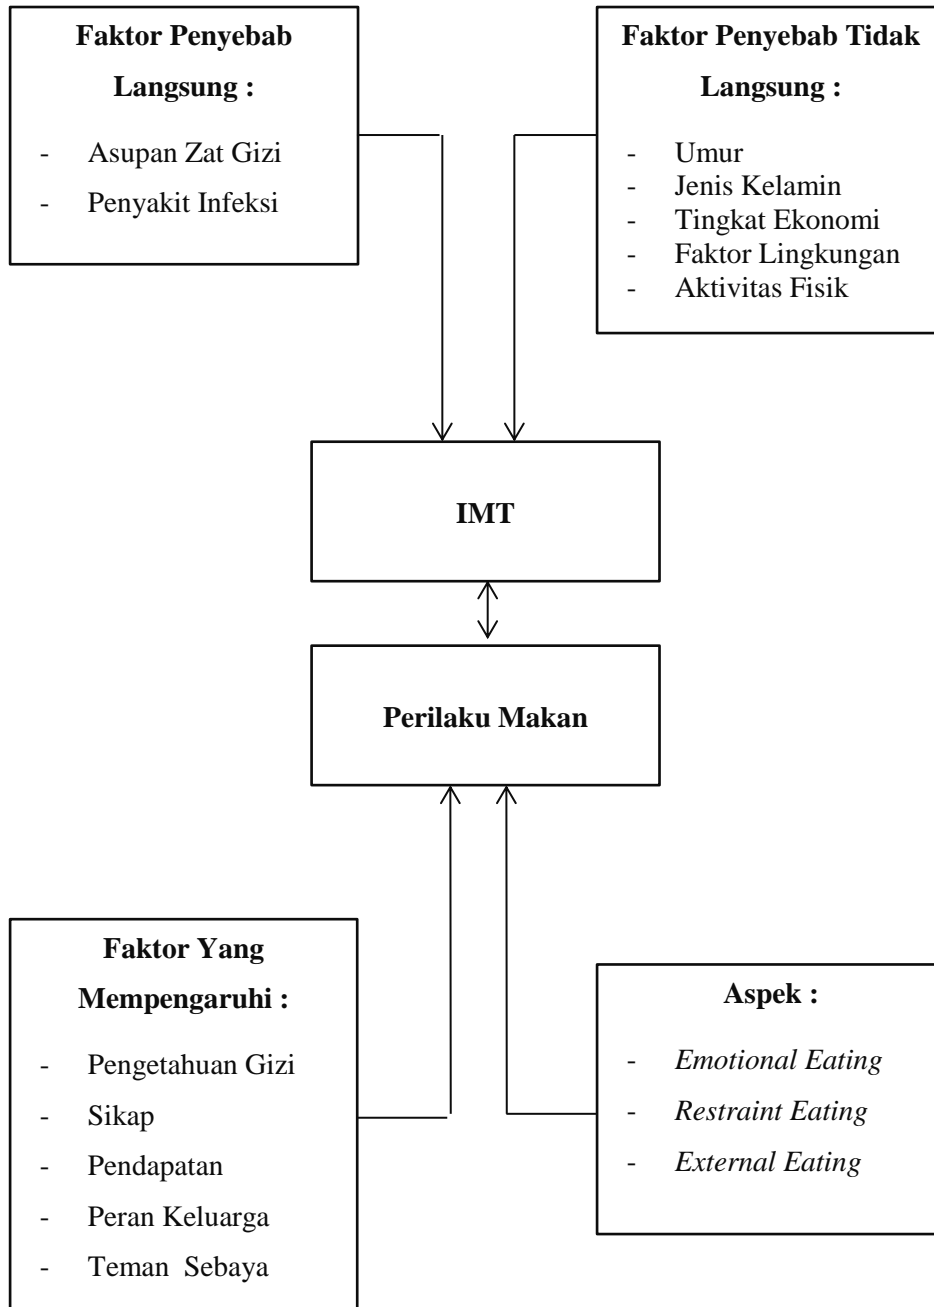 Faktor Penyebab
Langsung :
- Asupan Zat Gizi
- Penyakit Infeksi
Faktor Penyebab Tidak
Langsung :
- Umur
- Jenis Kelamin
- Tingkat Ekonomi
- Faktor Lingkungan
- Aktivitas Fisik
IMT
Perilaku Makan
Faktor Yang
Mempengaruhi :
- Pengetahuan Gizi
- Sikap
- Pendapatan
- Peran Keluarga
- Teman Sebaya
Aspek :
- Emotional Eating
- Restraint Eating
- External Eating